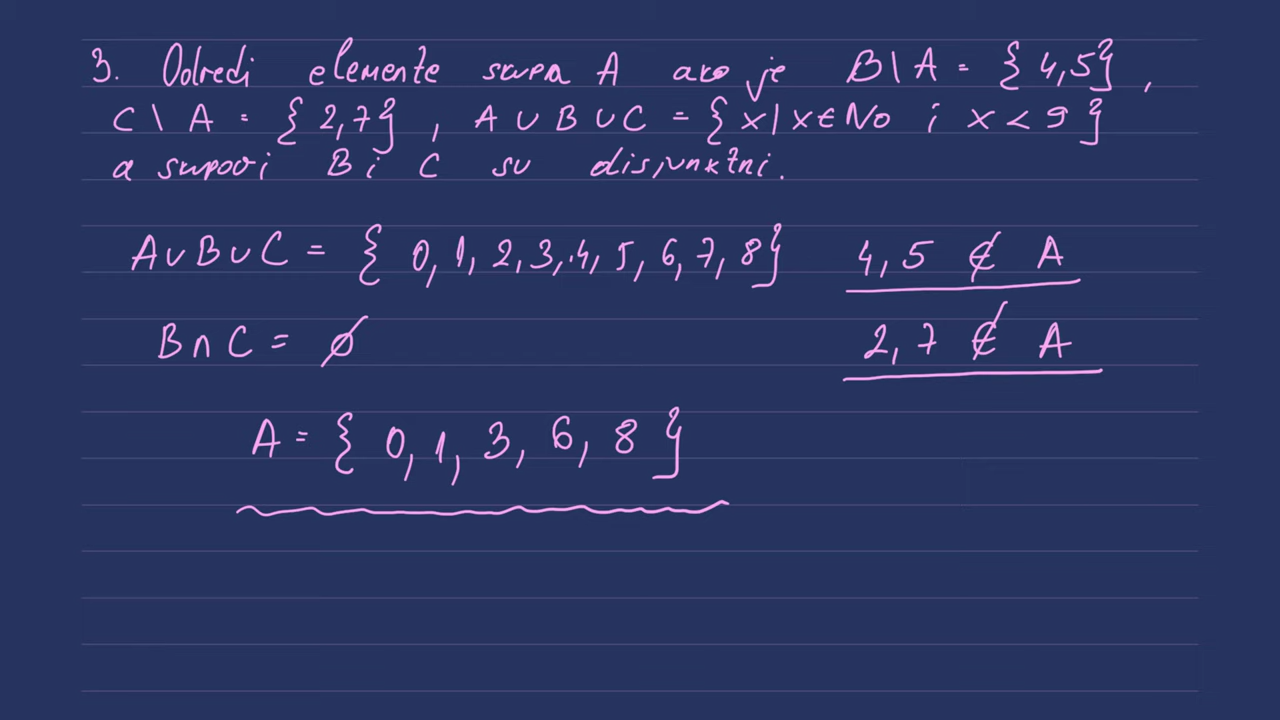 3. Odredi elemente skupa A ako je B \ A = {4,5},
C \ A = {2,7}, A ∪ B ∪ C = {x | x ∈ No i x < 9}
a skupovi B i C su disjunktni.
A ∪ B ∪ C = {0, 1, 2, 3, 4, 5, 6, 7, 8} 4, 5 ∉ A
B ∩ C = ∅ 2, 7 ∉ A
A = {0, 1, 3, 6, 8}